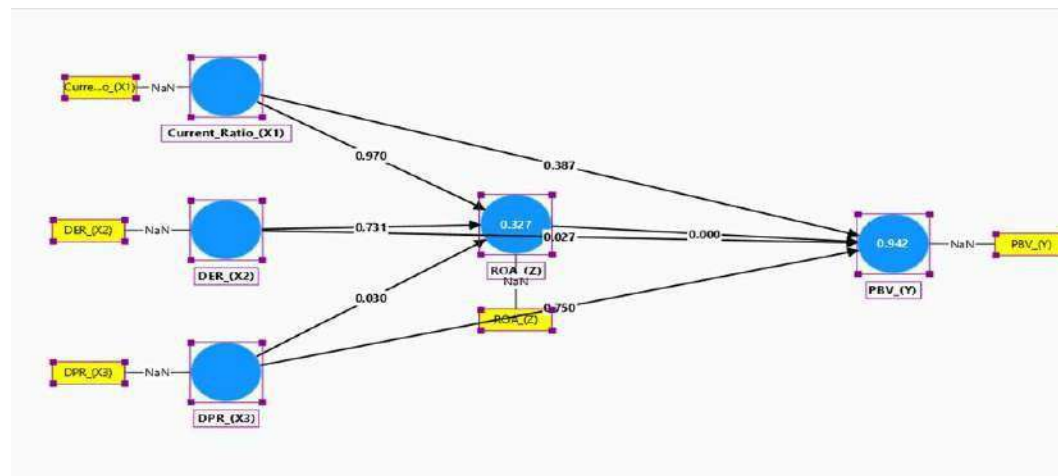 Curre...o_(X1)
NaN
Current_Ratio_(X1)
0.970
0.387
DER_(X2)
NaN
DER_(X2)
0.731
0.327
0.027
0.000
ROA_(Z)
NaN
ROA_(Z)
0.942
NaN
PBV_(Y)
PBV_(Y)
0.030
0.750
DPR_(X3)
NaN
DPR_(X3)